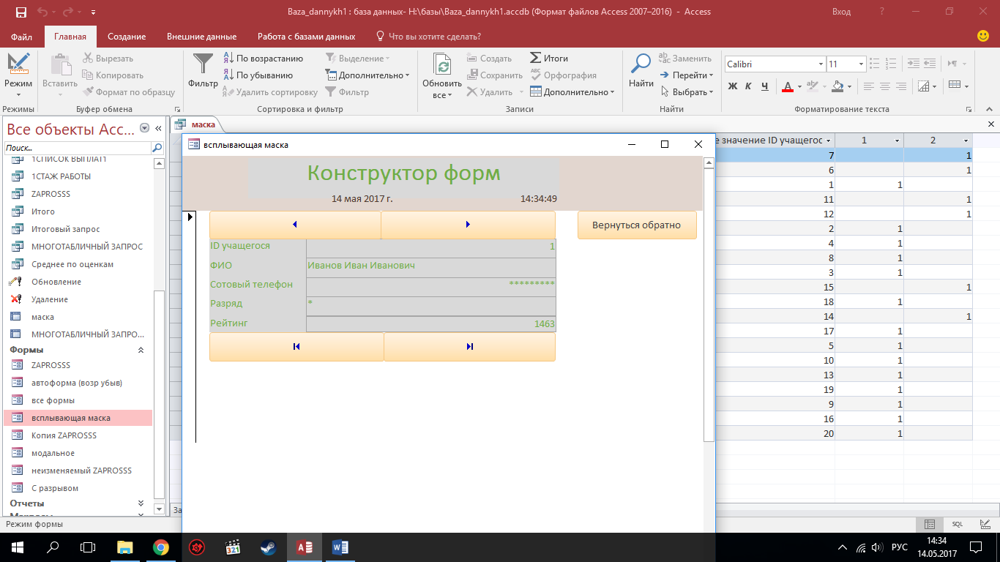 Baza_dannykh1 : база данных- H:\базы\Baza_dannykh1.accdb (Формат файлов Access 2007–2016) - Access
Вход
?
Файл Главная Создание Внешние данные Работа с базами данных Что вы хотите сделать?
Режим
Режимы
Вставить
Вырезать
Копировать
Формат по образцу
Буфер обмена
Фильтр
По возрастанию
По убыванию
Удалить сортировку
Выделение
Дополнительно
Фильтр
Сортировка и фильтр
Обновить
все
Создать
Сохранить
Удалить
Итоги
Орфография
Дополнительно
Записи
Найти
Заменить
Перейти
Выбрать
Найти
Calibri 11
Ж К Ч
Форматирование текста
Все объекты Acc...
Поиск...
1СПИСОК ВЫПЛАТ1
1СТАЖ РАБОТЫ
ZAPROSSS
Итого
Итоговый запрос
МНОГОТАБЛИЧНЫЙ ЗАПРОС
Среднее по оценкам
Обновление
Удаление
маска
МНОГОТАБЛИЧНЫЙ ЗАПРО...
Формы
ZAPROSSS
автоформа (возр убыв)
все формы
всплывающая маска
Копия ZAPROSSS
модальное
неизменяемый ZAPROSSS
С разрывом
Отчеты
маска
всплывающая маска
Конструктор форм
14 мая 2017 г. 14:34:49
Вернуться обратно
ID учащегося 1
ФИО Иванов Иван Иванович
Сотовый телефон *********
Разряд *
Рейтинг 1463
е значение ID учащегос 1 2
7 1
6 1
1 1
11 1
12 1
2 1
4 1
8 1
3 1
15 1
18 1
14 1
17 1
5 1
10 1
13 1
19 1
9 1
16 1
20 1
За
Режим формы
SQL
321
РУС
14:34
14.05.2017